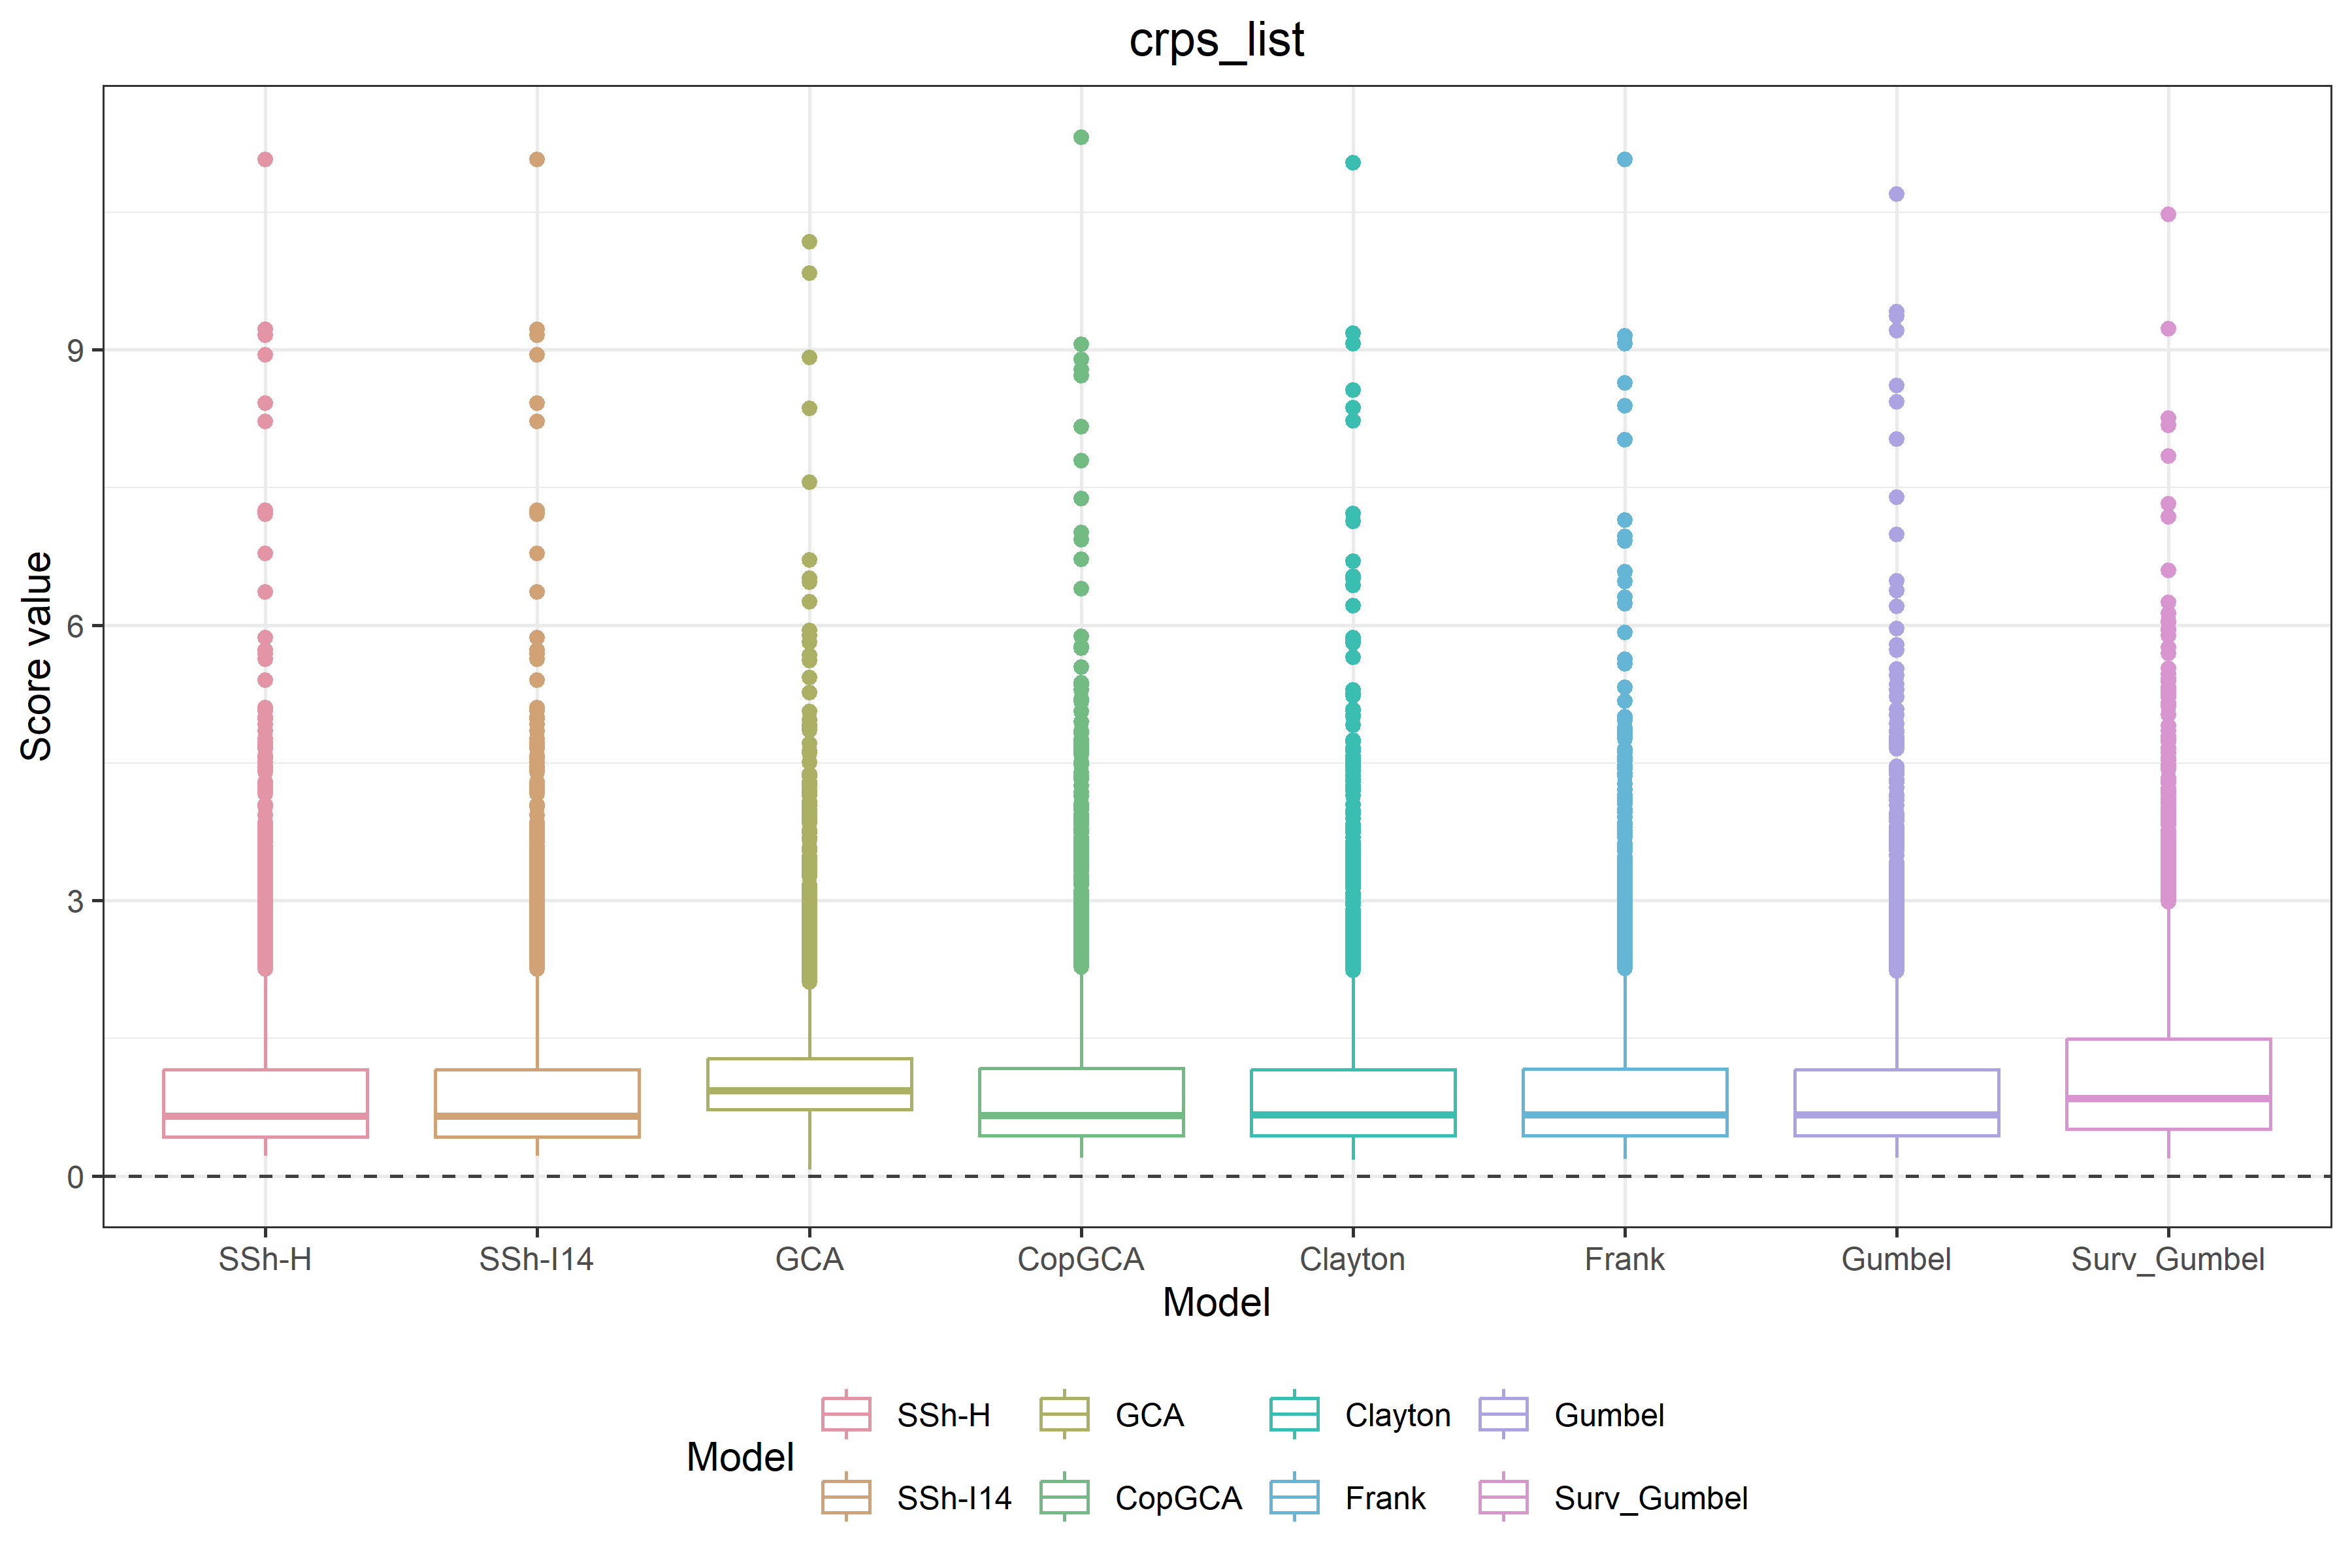 crps_list
Score value
9
6
3
0
SSh-H SSh-I14 GCA CopGCA Clayton Frank Gumbel Surv_Gumbel
Model
Model
SSh-H GCA Clayton Gumbel
SSh-I14 CopGCA Frank Surv_Gumbel